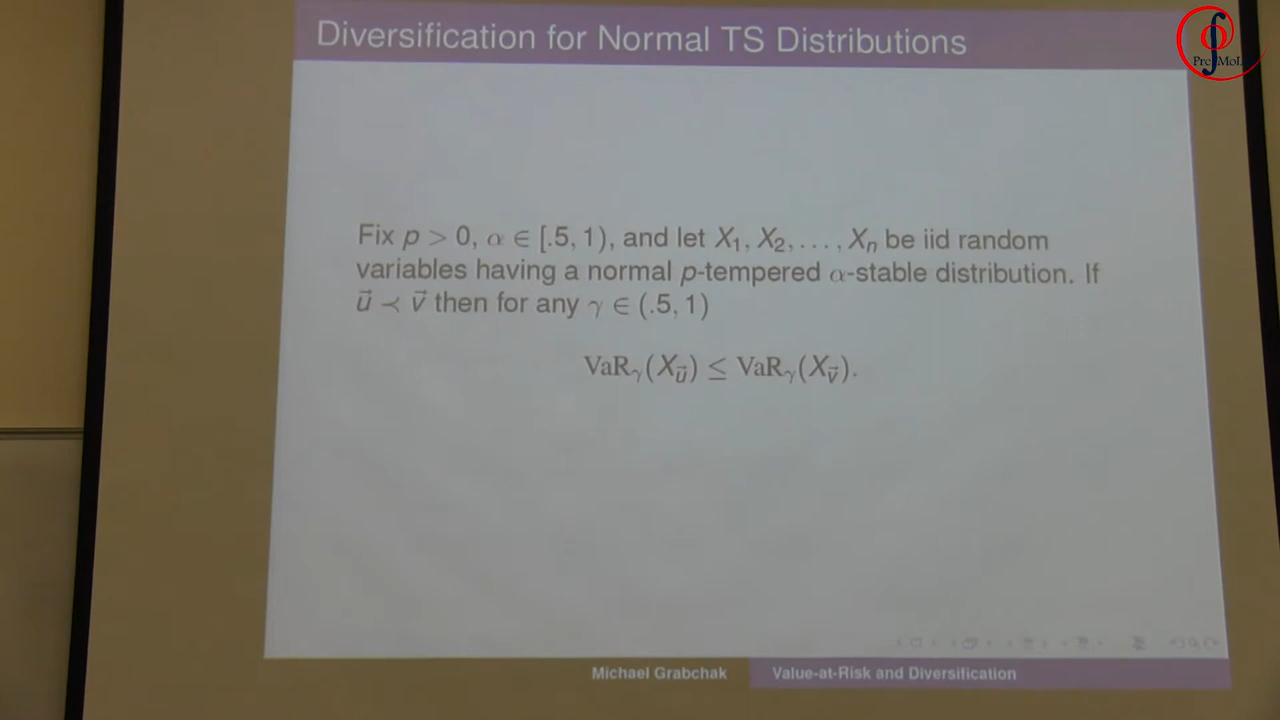 Diversification for Normal TS Distributions
PreMoLab
Fix p > 0, α ∈ [.5, 1), and let X₁, X₂, . . . , Xₙ be iid random
variables having a normal p-tempered α-stable distribution. If
u⃗ ≺ v⃗ then for any γ ∈ (.5, 1)
VaR_γ(X_u⃗) ≤ VaR_γ(X_v⃗).
Michael Grabchak Value-at-Risk and Diversification